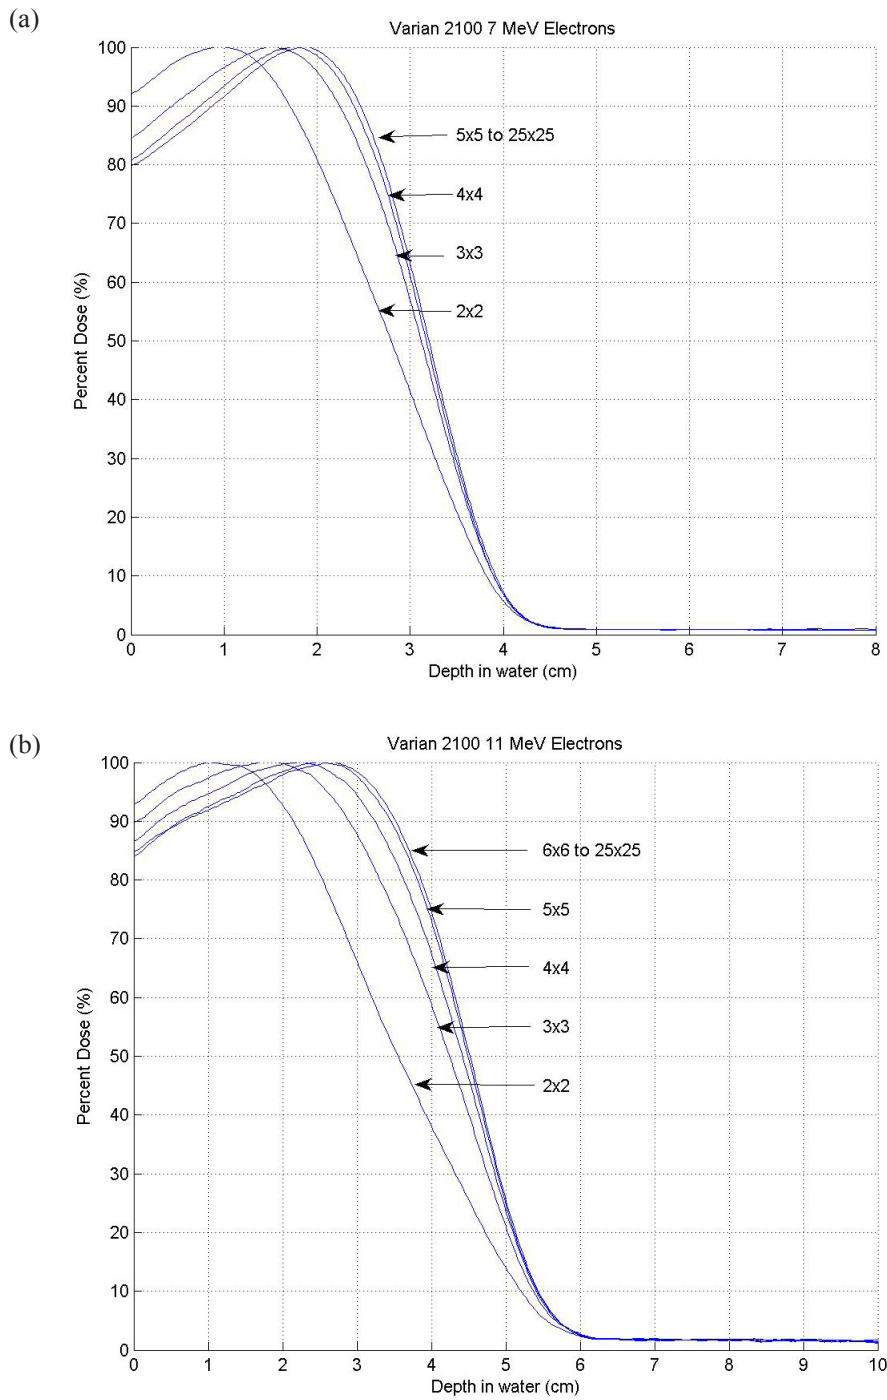 (a)
Varian 2100 7 MeV Electrons
100
90
80
70
60
50
40
30
20
10
0
Percent Dose (%)
5x5 to 25x25
4x4
3x3
2x2
0 1 2 3 4 5 6 7 8
Depth in water (cm)
(b)
Varian 2100 11 MeV Electrons
100
90
80
70
60
50
40
30
20
10
0
Percent Dose (%)
6x6 to 25x25
5x5
4x4
3x3
2x2
0 1 2 3 4 5 6 7 8 9 10
Depth in water (cm)